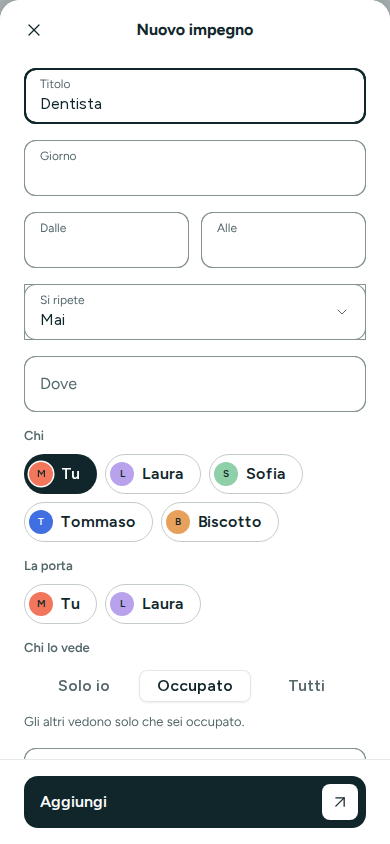 Nuovo impegno
Titolo
Dentista
Giorno
Dalle Alle
Si ripete
Mai
Dove
Chi
M Tu L Laura S Sofia
T Tommaso B Biscotto
La porta
M Tu L Laura
Chi lo vede
Solo io Occupato Tutti
Gli altri vedono solo che sei occupato.
Aggiungi